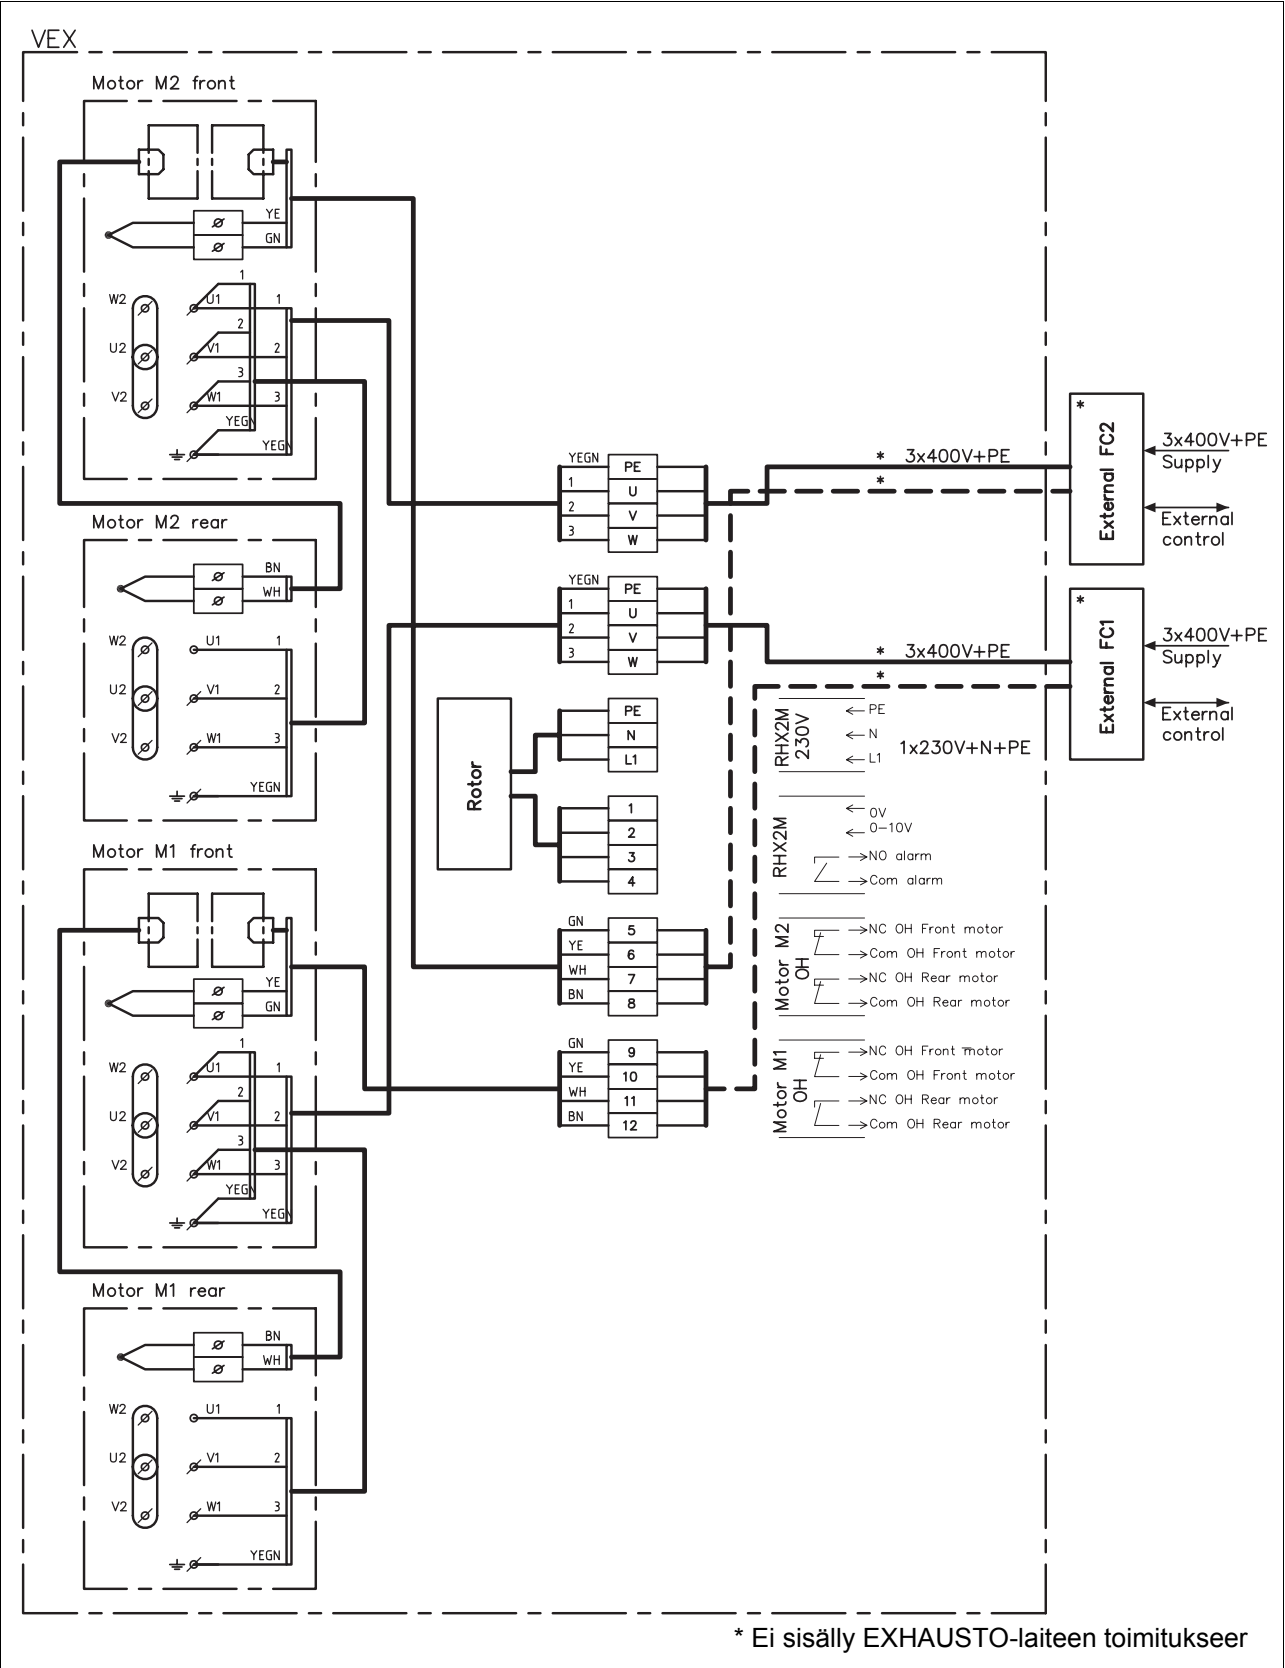 VEX
Motor M2 front
YE
GN
1
W2
U1
1
2
U2
V1
2
3
V2
W1
3
YEGN
YEGN
Motor M2 rear
BN
WH
W2
U1
1
U2
V1
2
V2
W1
3
YEGN
Motor M1 front
YE
GN
1
W2
U1
1
2
U2
V1
2
3
V2
W1
3
YEGN
YEGN
Motor M1 rear
BN
WH
W2
U1
1
U2
V1
2
V2
W1
3
YEGN
YEGN
PE
1
U
2
V
3
W
YEGN
PE
1
U
2
V
3
W
Rotor
PE
N
L1
1
2
3
4
GN
5
YE
6
WH
7
BN
8
GN
9
YE
10
WH
11
BN
12
* 3x400V+PE
*
* 3x400V+PE
*
RHX2M
230V
PE
N
L1
1x230V+N+PE
RHX2M
0V
0-10V
NO alarm
Com alarm
Motor M2
OH
NC OH Front motor
Com OH Front motor
NC OH Rear motor
Com OH Rear motor
Motor M1
OH
NC OH Front motor
Com OH Front motor
NC OH Rear motor
Com OH Rear motor
*
External FC2
3x400V+PE
Supply
External
control
*
External FC1
3x400V+PE
Supply
External
control
* Ei sisälly EXHAUSTO-laiteen toimitukseer